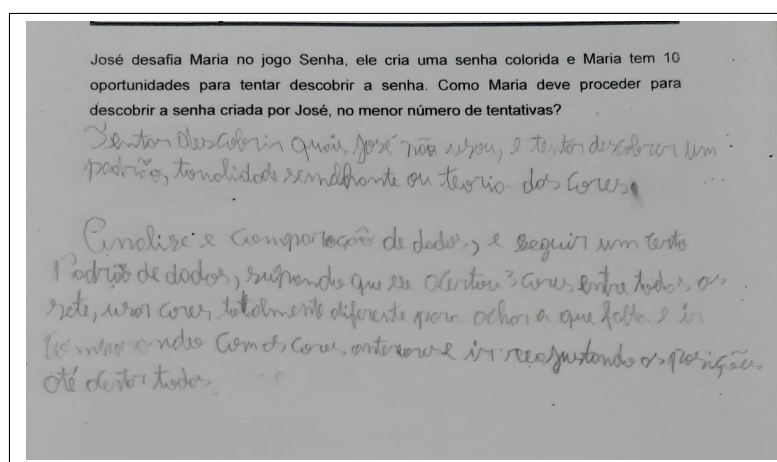 José desafia Maria no jogo Senha, ele cria uma senha colorida e Maria tem 10
oportunidades para tentar descobrir a senha. Como Maria deve proceder para
descobrir a senha criada por José, no menor número de tentativas?
Tentar descobrir quais José não usou, e tentar descobrir um
padrão, tonalidade semelhante ou teoria das cores.
Analise e comparação de dados, e seguir um certo
Padrão de dados, supondo que eu acertou 3 cores entre todas as
sete, usar cores totalmente diferente para achar a que falta e ir
com as cores anteriores e ir reajustando as posições
até acertar todas